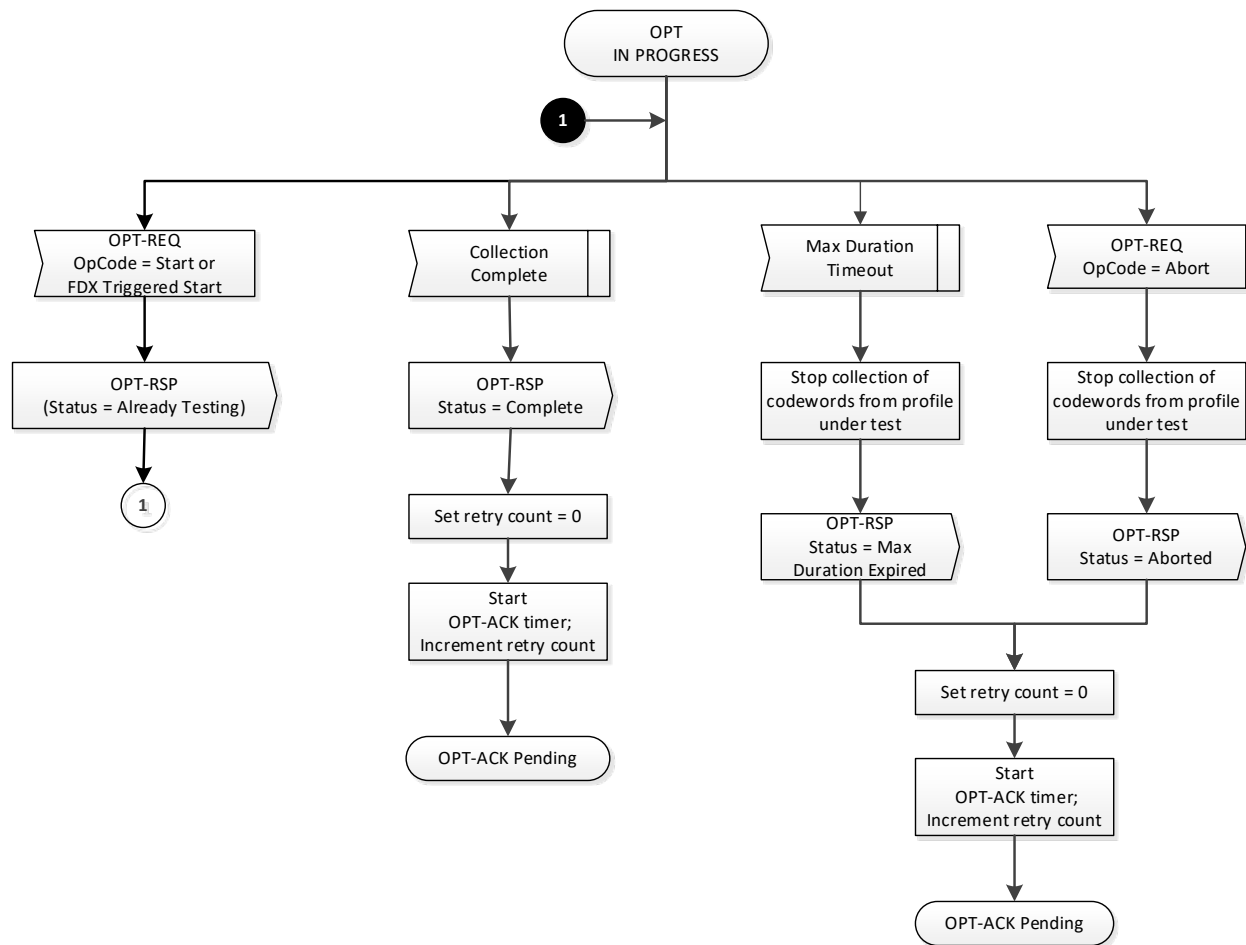 OPT
IN PROGRESS
1
OPT-REQ
OpCode = Start or
FDX Triggered Start
Collection
Complete
Max Duration
Timeout
OPT-REQ
OpCode = Abort
OPT-RSP
(Status = Already Testing)
OPT-RSP
Status = Complete
Stop collection of
codewords from profile
under test
Stop collection of
codewords from profile
under test
1
Set retry count = 0
OPT-RSP
Status = Max
Duration Expired
OPT-RSP
Status = Aborted
Start
OPT-ACK timer;
Increment retry count
Set retry count = 0
OPT-ACK Pending
Start
OPT-ACK timer;
Increment retry count
OPT-ACK Pending